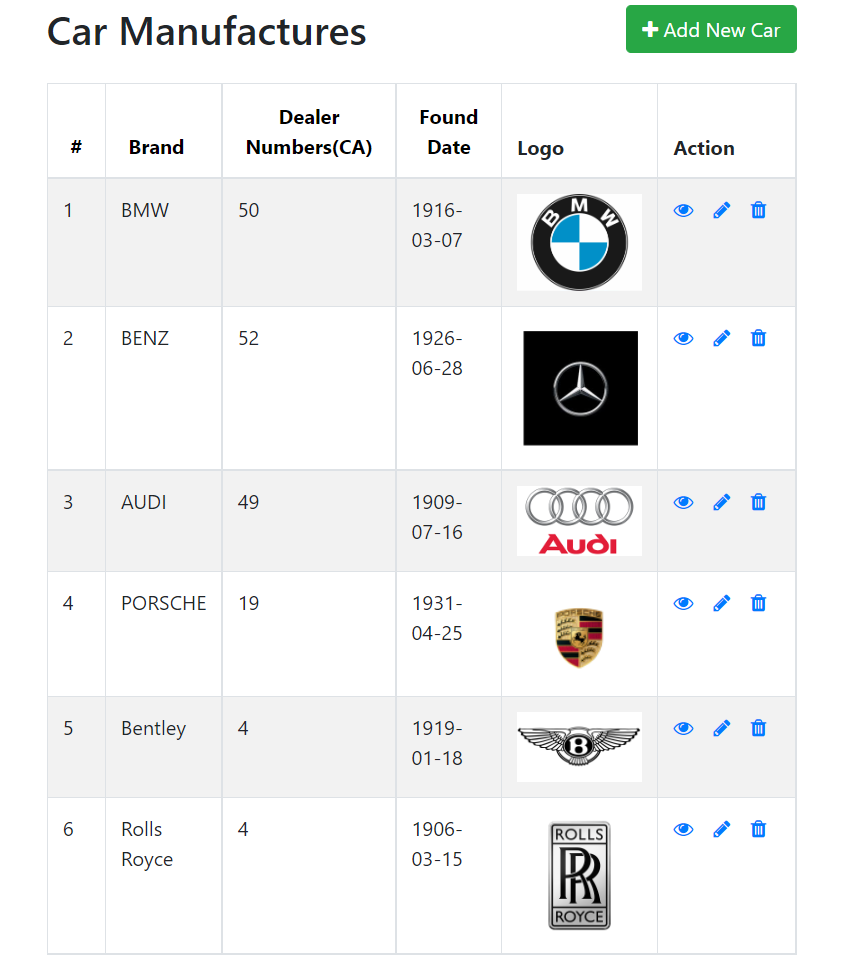 Car Manufactures
Add New Car
Dealer Found
# Brand Numbers(CA) Date Logo Action
1 BMW 50 1916-
03-07
BMW
2 BENZ 52 1926-
06-28
3 AUDI 49 1909-
07-16
Audi
4 PORSCHE 19 1931-
04-25
PORSCHE
5 Bentley 4 1919-
01-18
B
6 Rolls 4 1906-
Royce 03-15
ROLLS
RR
ROYCE